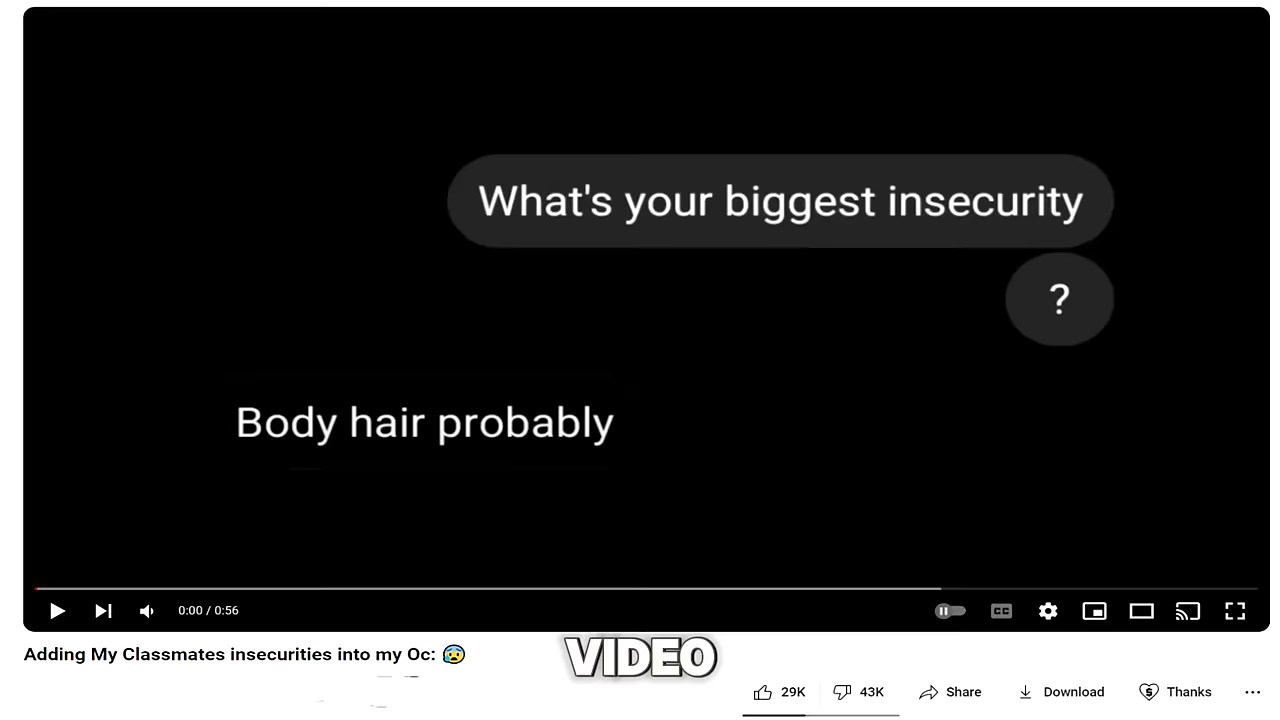 What's your biggest insecurity
?
Body hair probably
0:00 / 0:56
CC
Adding My Classmates insecurities into my Oc: 😰
VIDEO
29K
43K
Share
Download
Thanks